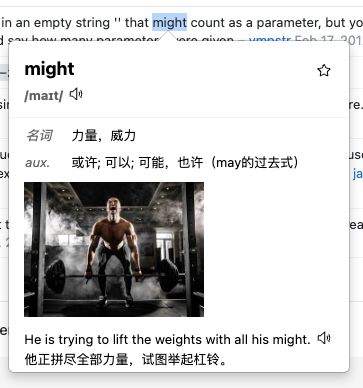 in an empty string '' that might count as a parameter, but yo
d say how many parameters were given – ympstr Feb 17, 201
might
/maɪt/
名词 力量，威力
aux. 或许; 可以; 可能，也许（may的过去式）
He is trying to lift the weights with all his might.
他正拼尽全部力量，试图举起杠铃。